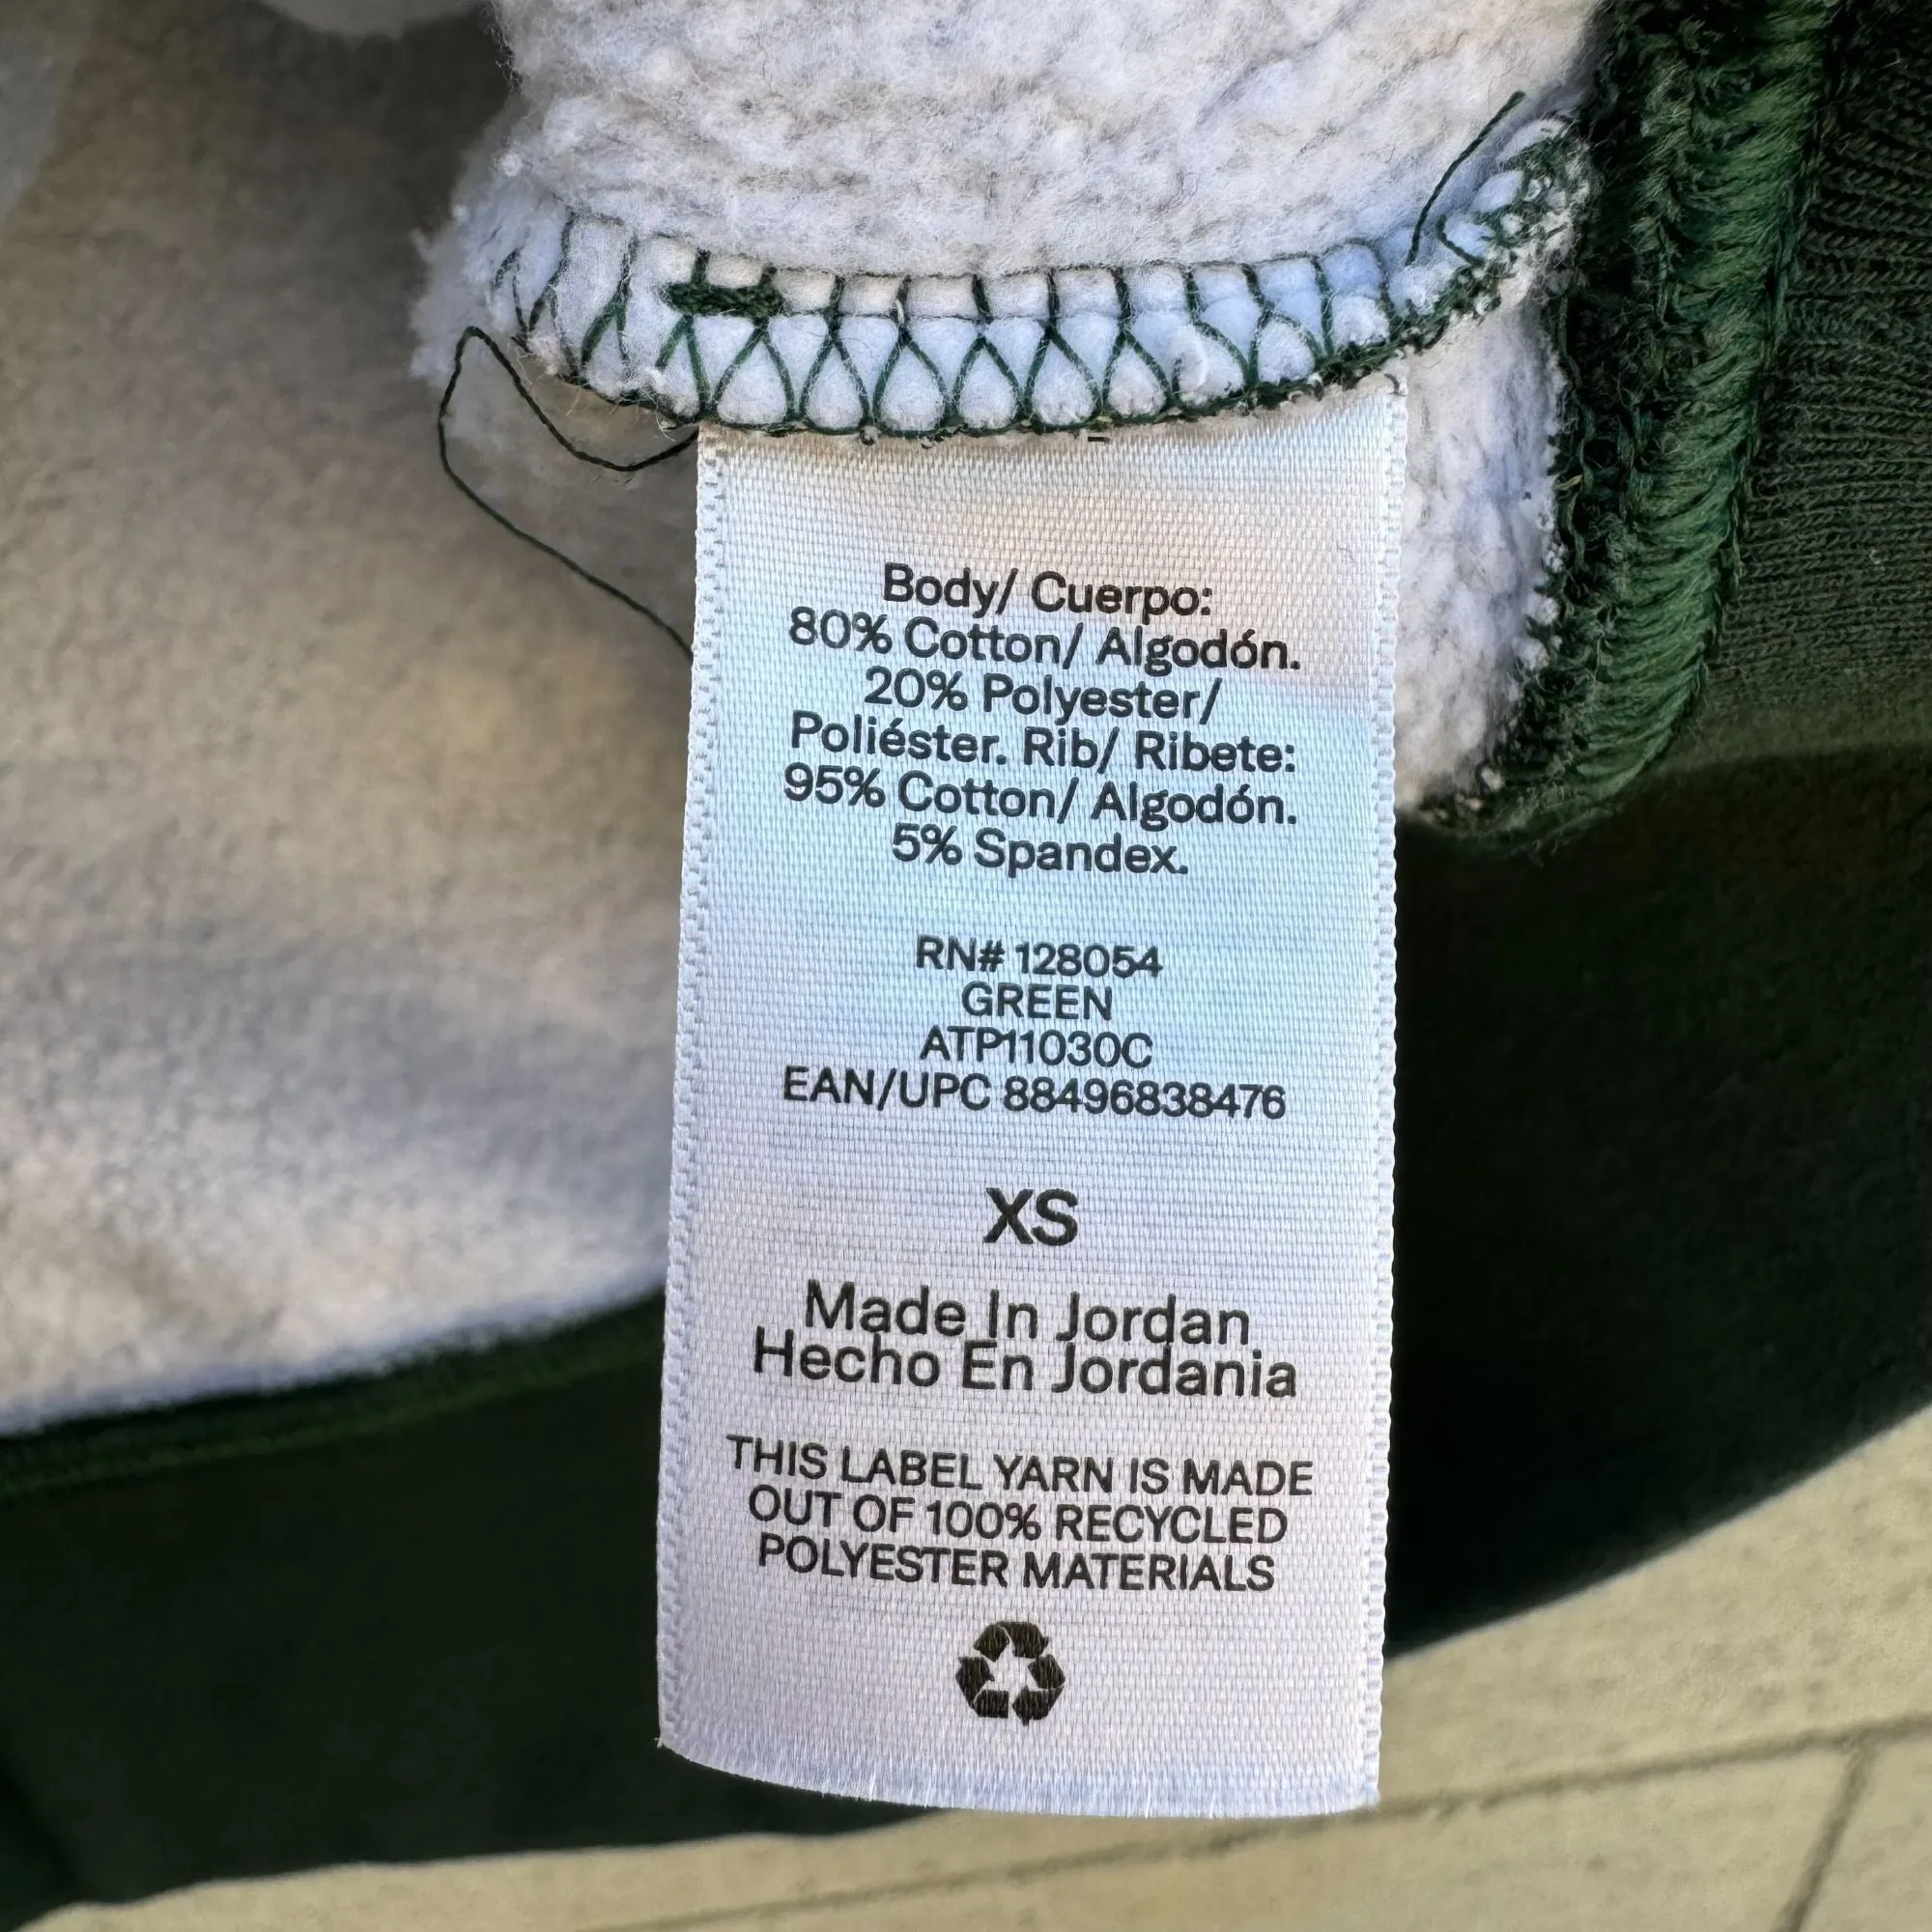 Body/ Cuerpo:
80% Cotton/ Algodón.
20% Polyester/
Poliéster. Rib/ Ribete:
95% Cotton/ Algodón.
5% Spandex.
RN# 128054
GREEN
ATP11030C
EAN/UPC 88496838476
XS
Made In Jordan
Hecho En Jordania
THIS LABEL YARN IS MADE
OUT OF 100% RECYCLED
POLYESTER MATERIALS